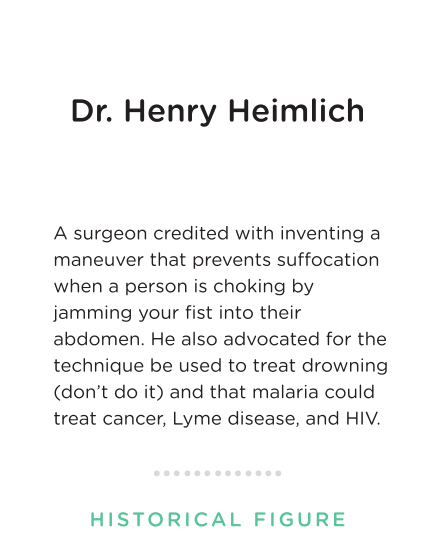 Dr. Henry Heimlich
A surgeon credited with inventing a
maneuver that prevents suffocation
when a person is choking by
jamming your fist into their
abdomen. He also advocated for the
technique be used to treat drowning
(don’t do it) and that malaria could
treat cancer, Lyme disease, and HIV.
HISTORICAL FIGURE